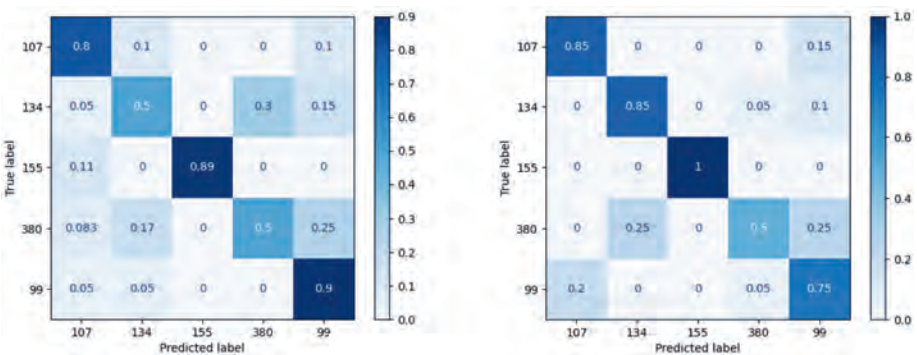 107 0.8 0.1 0 0 0.1
134 0.05 0.5 0 0.3 0.15
155 0.11 0 0.89 0 0
380 0.083 0.17 0 0.5 0.25
99 0.05 0.05 0 0 0.9
107 134 155 380 99
Predicted label
True label
0.9
0.8
0.7
0.6
0.5
0.4
0.3
0.2
0.1
0.0
107 0.85 0 0 0 0.15
134 0 0.85 0 0.05 0.1
155 0 0 1 0 0
380 0 0.25 0 0.5 0.25
99 0.2 0 0 0.05 0.75
107 134 155 380 99
Predicted label
True label
1.0
0.8
0.6
0.4
0.2
0.0